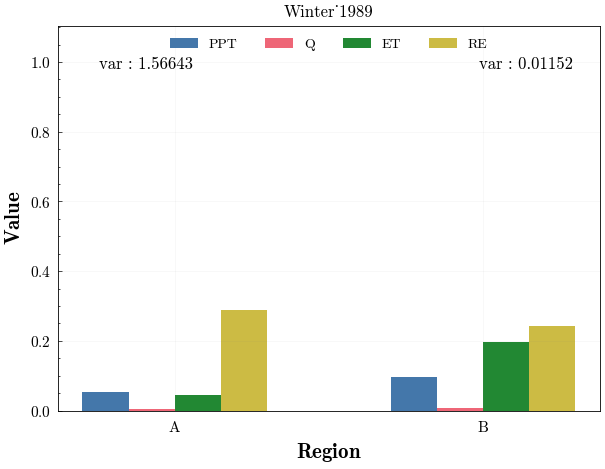 Winter˙1989
PPT Q ET RE
var : 1.56643 var : 0.01152
1.0
0.8
0.6
0.4
0.2
0.0
Value
A B
Region